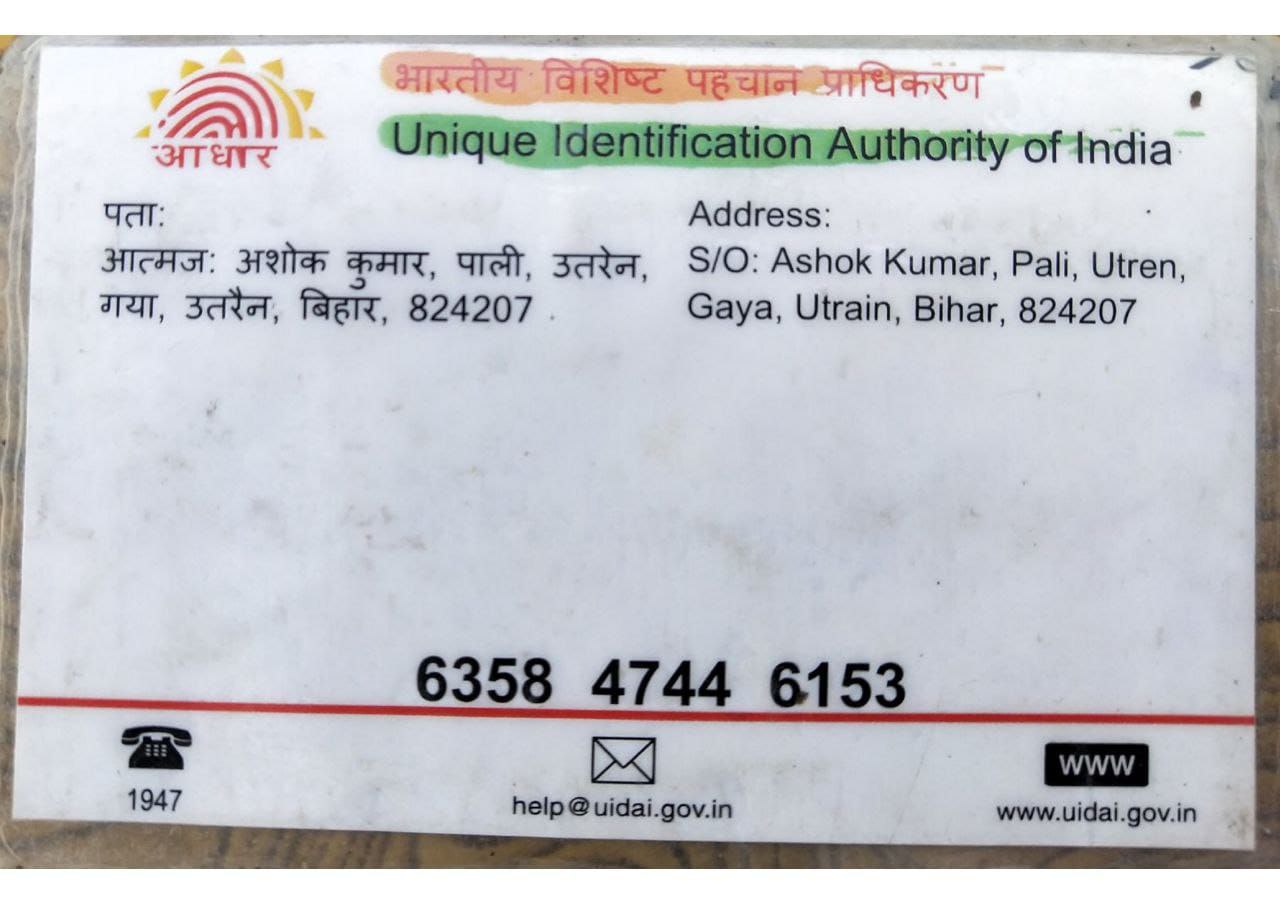 भारतीय विशिष्ट पहचान प्राधिकरण
आधार
Unique Identification Authority of India
पता:
आत्मज: अशोक कुमार, पाली, उतरेन,
गया, उतरैन, बिहार, 824207
Address:
S/O: Ashok Kumar, Pali, Utren,
Gaya, Utrain, Bihar, 824207
6358 4744 6153
1947
help@uidai.gov.in
www
www.uidai.gov.in